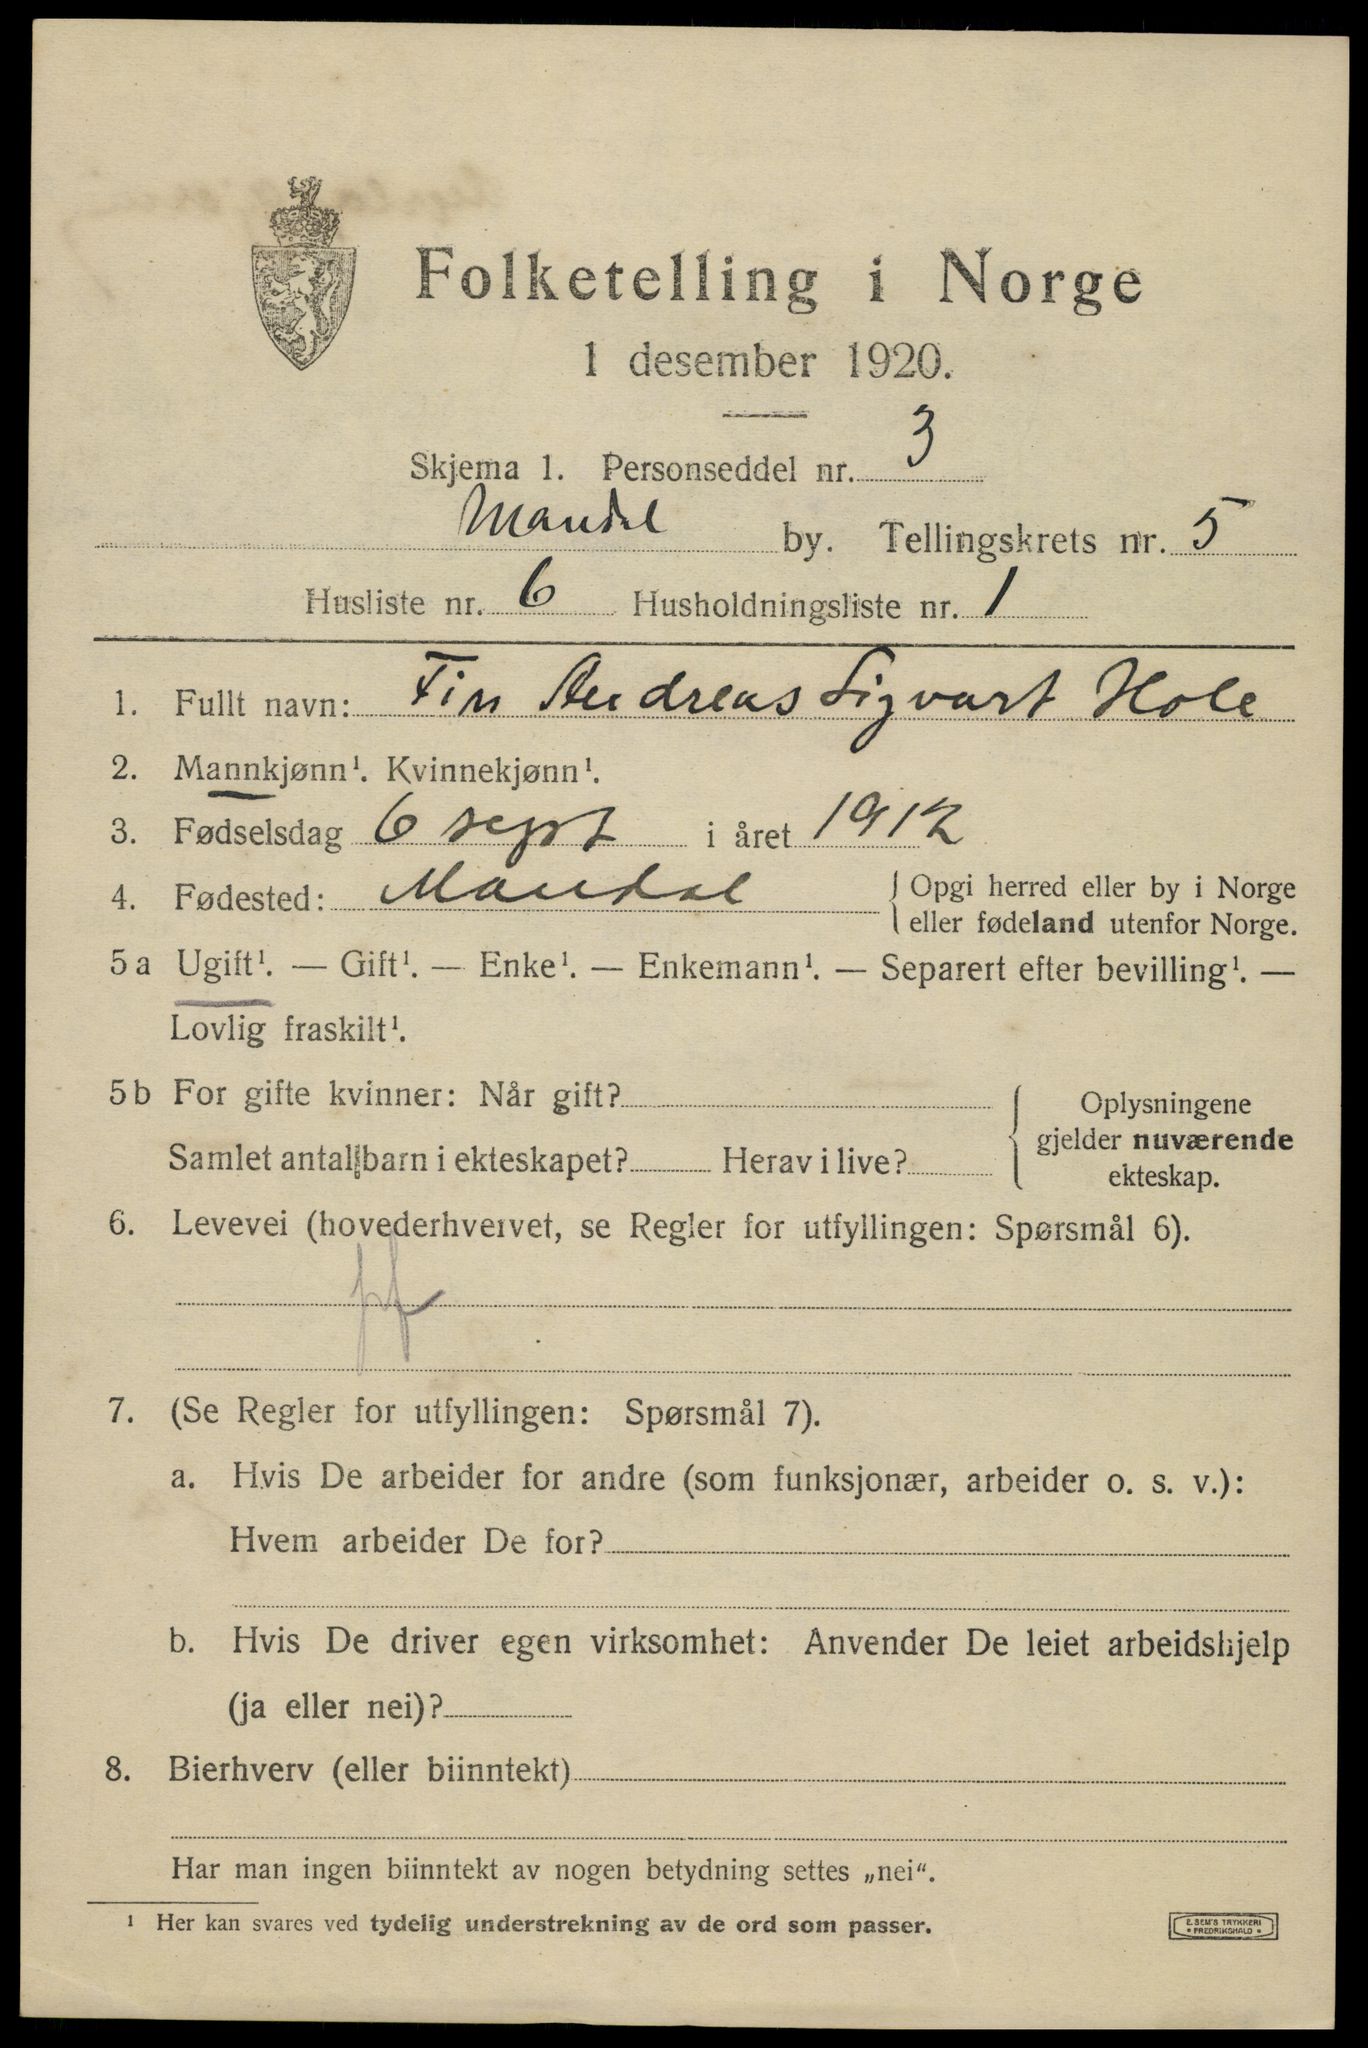 Folketelling i Norge
1 desember 1920.
Skjema 1. Personseddel nr. 3
Mandal by. Tellingskrets nr. 5
Husliste nr. 6 Husholdningsliste nr. 1
1. Fullt navn: Fin Andreas Sigvart Hole
2. Mannkjønn¹. Kvinnekjønn¹.
3. Fødselsdag 6 sept i året 1912
4. Fødested: Mandal { Opgi herred eller by i Norge
eller fødeland utenfor Norge.
5 a Ugift¹. — Gift¹. — Enke¹. — Enkemann¹. — Separert efter bevilling¹. —
Lovlig fraskilt¹.
5 b For gifte kvinner: Når gift?
Samlet antall barn i ekteskapet? Herav i live?
{ Oplysningene
gjelder nuværende
ekteskap.
6. Levevei (hovederhvervet, se Regler for utfyllingen: Spørsmål 6).
7. (Se Regler for utfyllingen: Spørsmål 7).
a. Hvis De arbeider for andre (som funksjonær, arbeider o. s. v.):
Hvem arbeider De for?
b. Hvis De driver egen virksomhet: Anvender De leiet arbeidshjelp
(ja eller nei)?
8. Bierhverv (eller biinntekt)
Har man ingen biinntekt av nogen betydning settes „nei“.
¹ Her kan svares ved tydelig understrekning av de ord som passer.
E. SEM'S TRYKKERI
• FREDRIKSHALD •